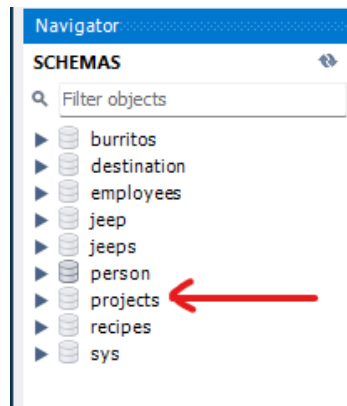 Navigator
SCHEMAS
Filter objects
burritos
destination
employees
jeep
jeeps
person
projects
recipes
sys